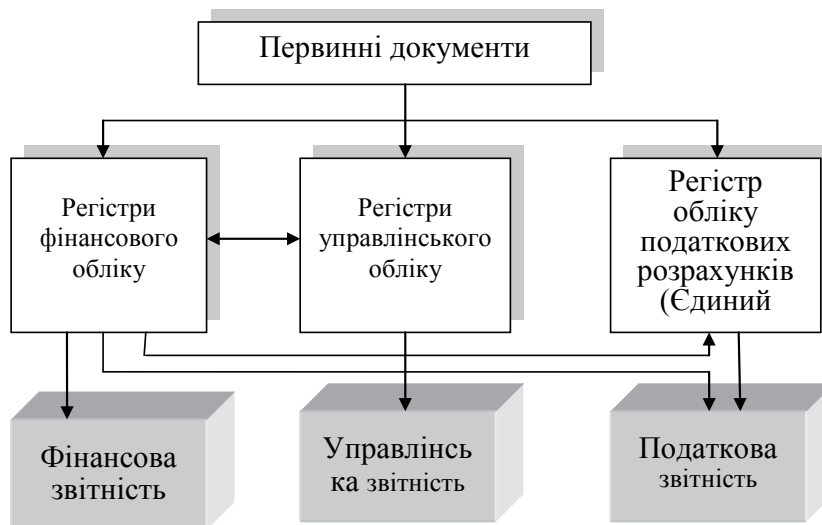 Первинні документи
Регістри
фінансового
обліку
Регістри
управлінського
обліку
Регістр
обліку
податкових
розрахунків
(Єдиний
Фінансова
звітність
Управлінсь
ка звітність
Податкова
звітність